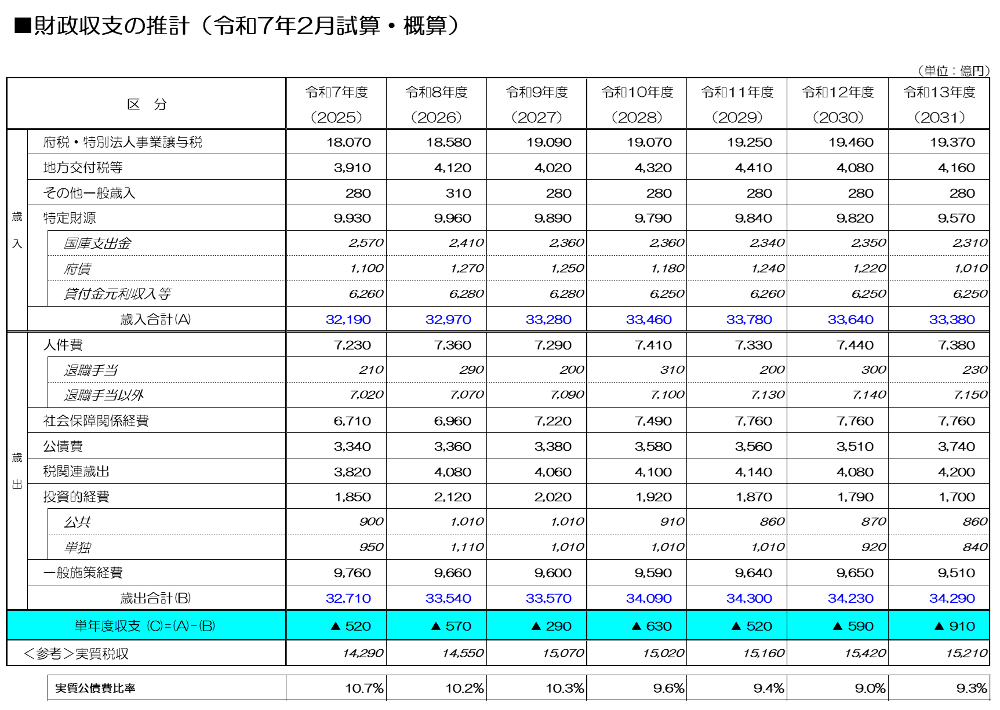 ■財政収支の推計（令和7年2月試算・概算）
（単位：億円）
区　分 令和7年度（2025） 令和8年度（2026） 令和9年度（2027） 令和10年度（2028） 令和11年度（2029） 令和12年度（2030） 令和13年度（2031）
歳入
府税・特別法人事業譲与税 18,070 18,580 19,090 19,070 19,250 19,460 19,370
地方交付税等 3,910 4,120 4,020 4,320 4,410 4,080 4,160
その他一般歳入 280 310 280 280 280 280 280
特定財源 9,930 9,960 9,890 9,790 9,840 9,820 9,570
国庫支出金 2,570 2,410 2,360 2,360 2,340 2,350 2,310
府債 1,100 1,270 1,250 1,180 1,240 1,220 1,010
貸付金元利収入等 6,260 6,280 6,280 6,250 6,260 6,250 6,250
歳入合計(A) 32,190 32,970 33,280 33,460 33,780 33,640 33,380
歳出
人件費 7,230 7,360 7,290 7,410 7,330 7,440 7,380
退職手当 210 290 200 310 200 300 230
退職手当以外 7,020 7,070 7,090 7,100 7,130 7,140 7,150
社会保障関係経費 6,710 6,960 7,220 7,490 7,760 7,760 7,760
公債費 3,340 3,360 3,380 3,580 3,560 3,510 3,740
税関連歳出 3,820 4,080 4,060 4,100 4,140 4,080 4,200
投資的経費 1,850 2,120 2,020 1,920 1,870 1,790 1,700
公共 900 1,010 1,010 910 860 870 860
単独 950 1,110 1,010 1,010 1,010 920 840
一般施策経費 9,760 9,660 9,600 9,590 9,640 9,650 9,510
歳出合計(B) 32,710 33,540 33,570 34,090 34,300 34,230 34,290
単年度収支 (C)=(A)-(B) ▲ 520 ▲ 570 ▲ 290 ▲ 630 ▲ 520 ▲ 590 ▲ 910
＜参考＞実質税収 14,290 14,550 15,070 15,020 15,160 15,420 15,210
実質公債費比率 10.7% 10.2% 10.3% 9.6% 9.4% 9.0% 9.3%